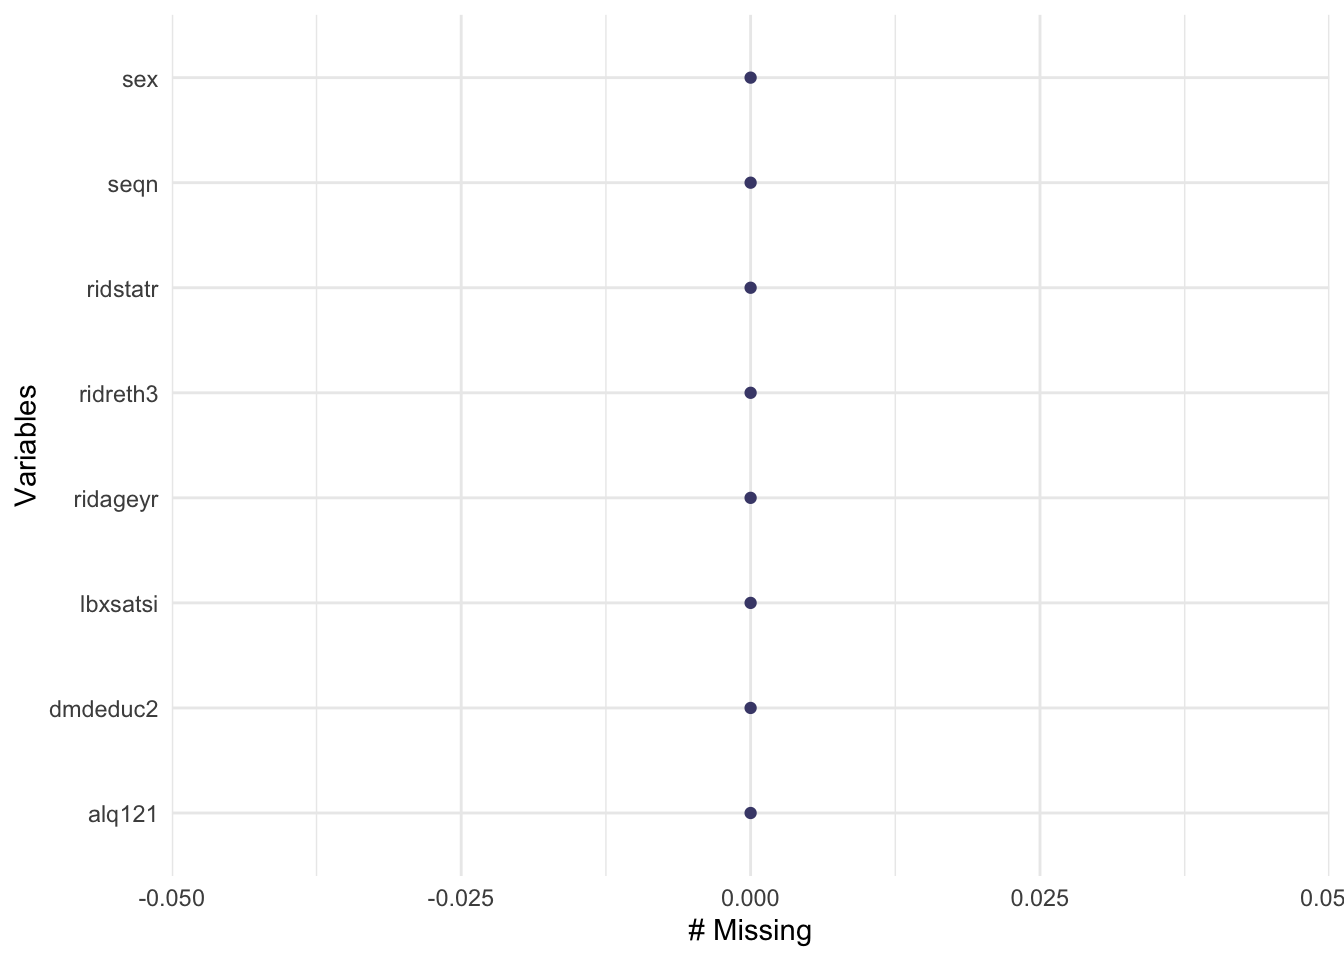 Variables
sex
seqn
ridstatr
ridreth3
ridageyr
lbxsatsi
dmdeduc2
alq121
-0.050 -0.025 0.000 0.025 0.05
# Missing